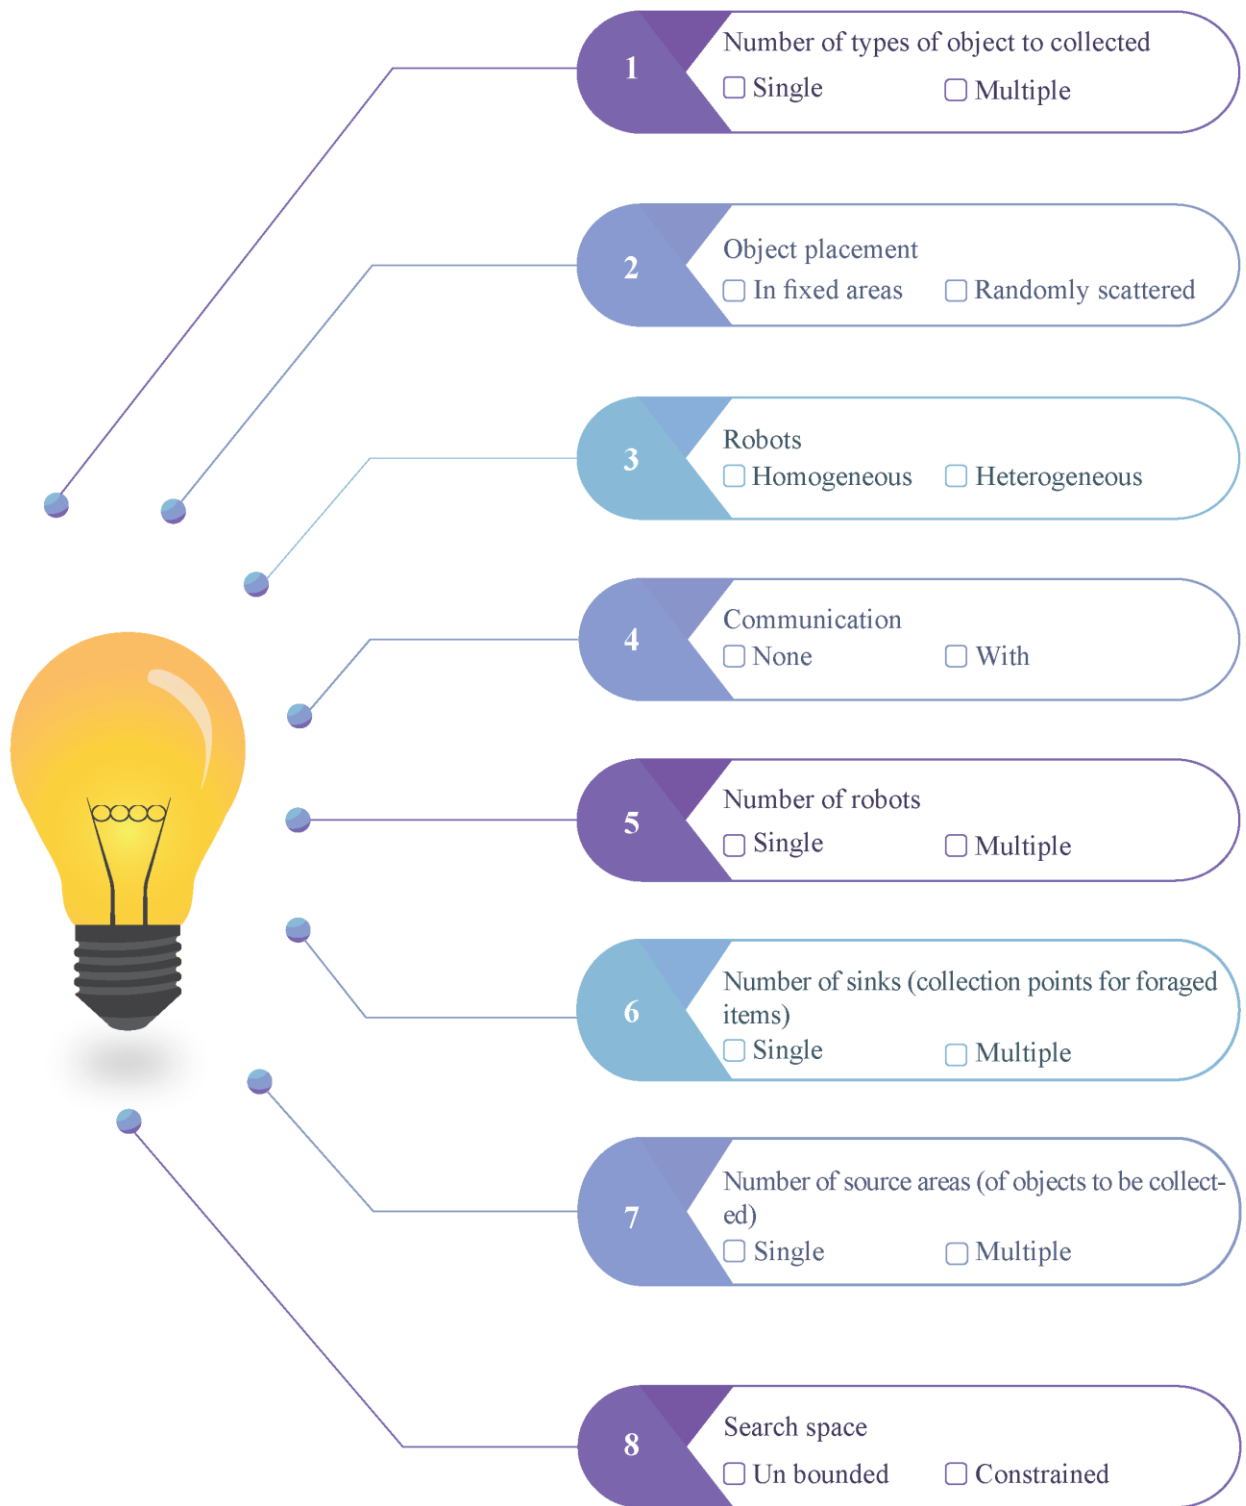 1
Number of types of object to collected
Single Multiple
2
Object placement
In fixed areas Randomly scattered
3
Robots
Homogeneous Heterogeneous
4
Communication
None With
5
Number of robots
Single Multiple
6
Number of sinks (collection points for foraged
items)
Single Multiple
7
Number of source areas (of objects to be collect-
ed)
Single Multiple
8
Search space
Un bounded Constrained